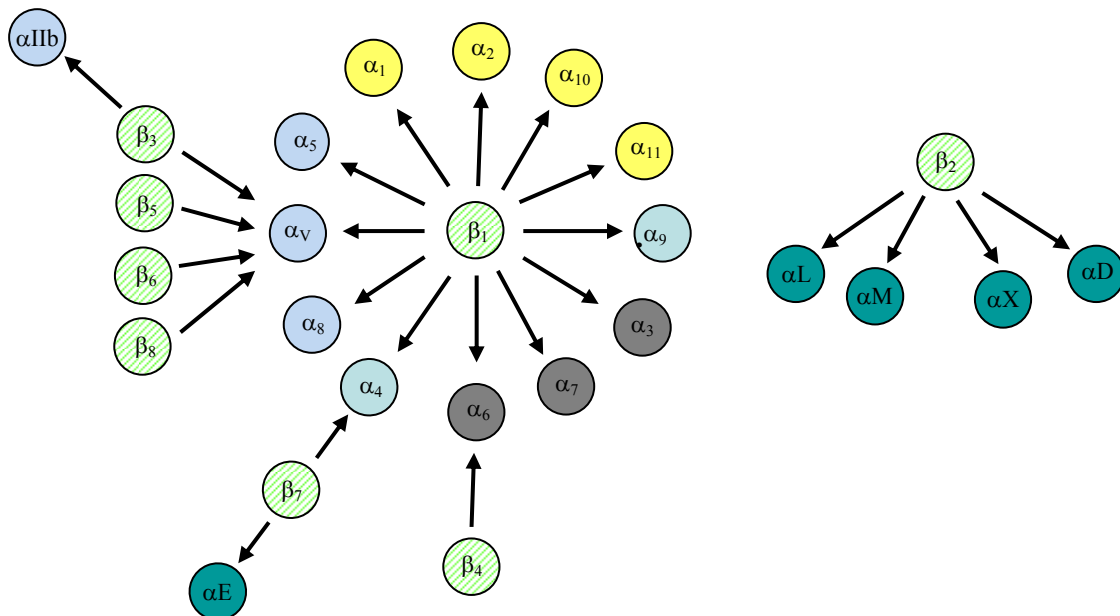 αIIb
α₁
α₂
α₁₀
β₃
α₅
α₁₁
β₂
β₅
αᵥ
β₁
α₉
β₆
αL
αM
αX
αD
β₈
α₈
α₃
α₄
α₆
α₇
β₇
β₄
αE